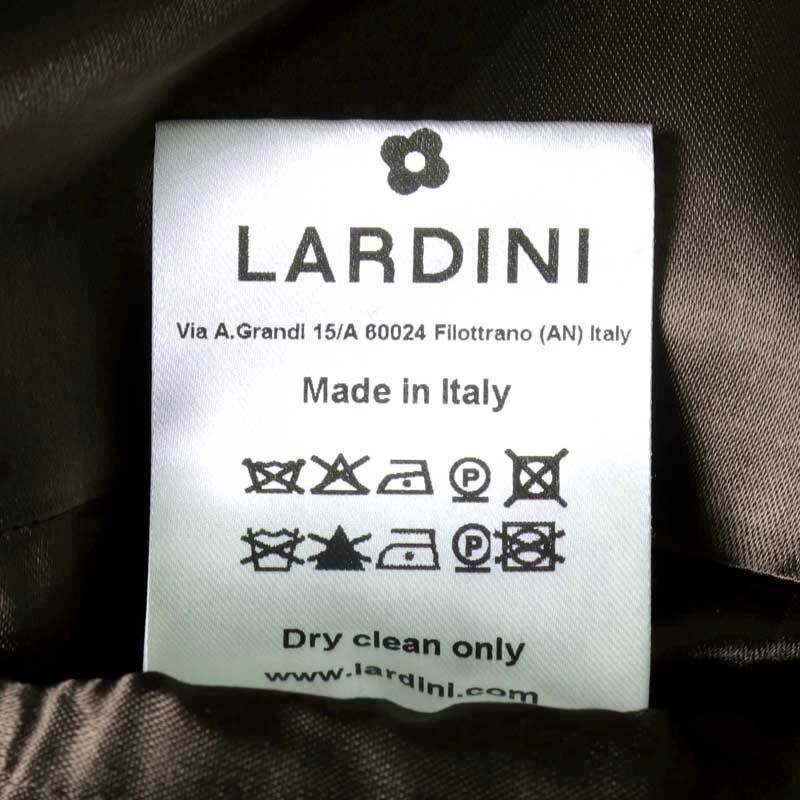 LARDINI
Via A.Grandi 15/A 60024 Filottrano (AN) Italy
Made in Italy
P
P
Dry clean only
www.lardini.com